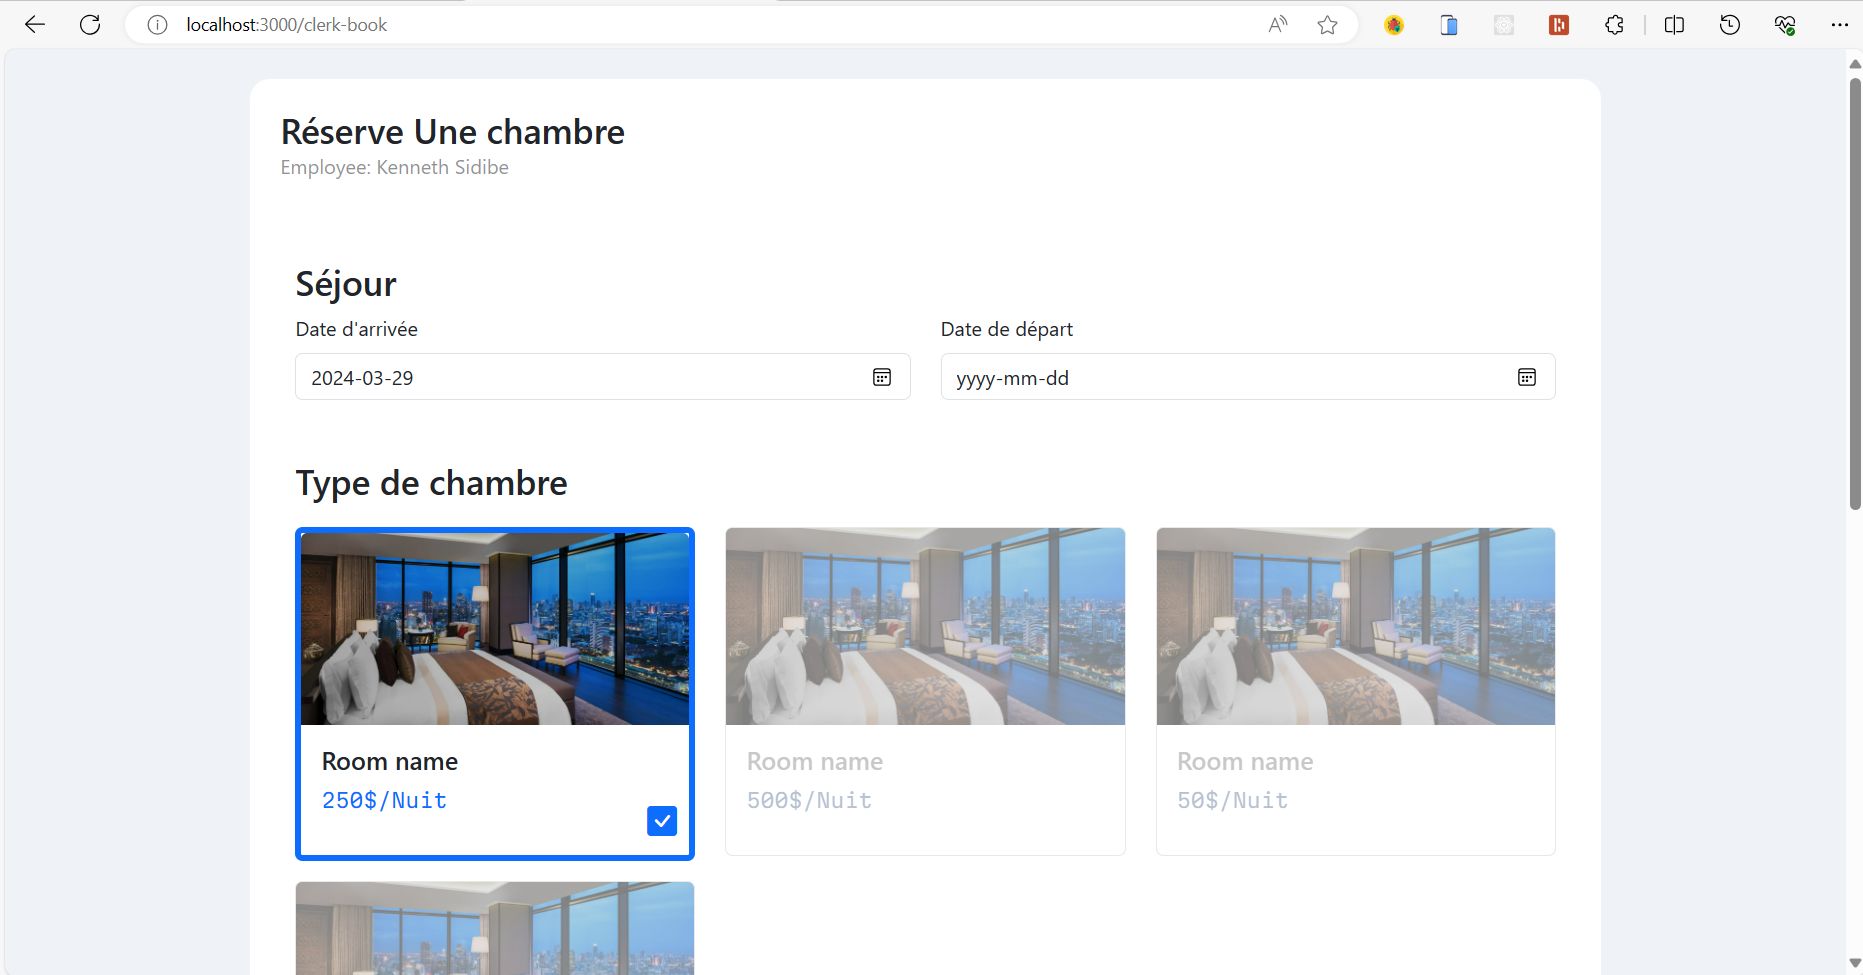 localhost:3000/clerk-book
Réserve Une chambre
Employee: Kenneth Sidibe
Séjour
Date d'arrivée
Date de départ
2024-03-29
yyyy-mm-dd
Type de chambre
Room name
250$/Nuit
Room name
500$/Nuit
Room name
50$/Nuit